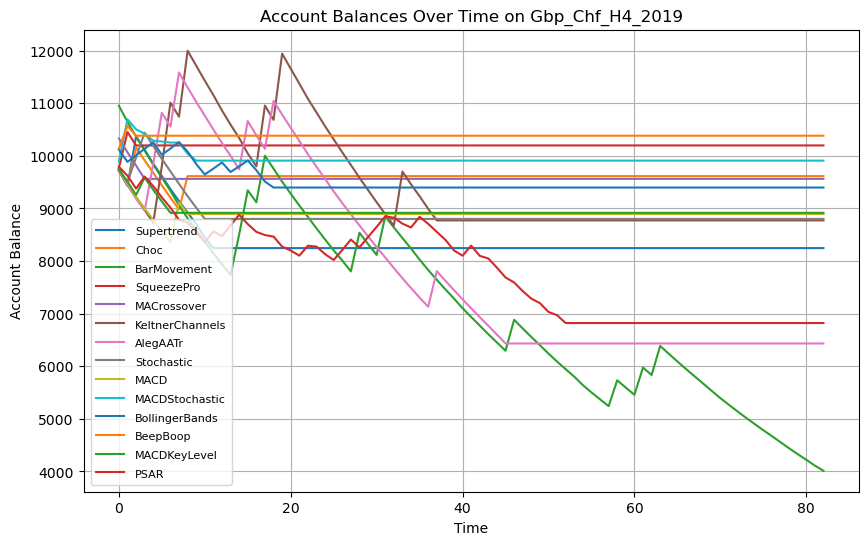 Account Balances Over Time on Gbp_Chf_H4_2019
12000
11000
10000
9000
8000
7000
6000
5000
4000
Account Balance
Supertrend
Choc
BarMovement
SqueezePro
MACrossover
KeltnerChannels
AlegAATr
Stochastic
MACD
MACDStochastic
BollingerBands
BeepBoop
MACDKeyLevel
PSAR
0 20 40 60 80
Time